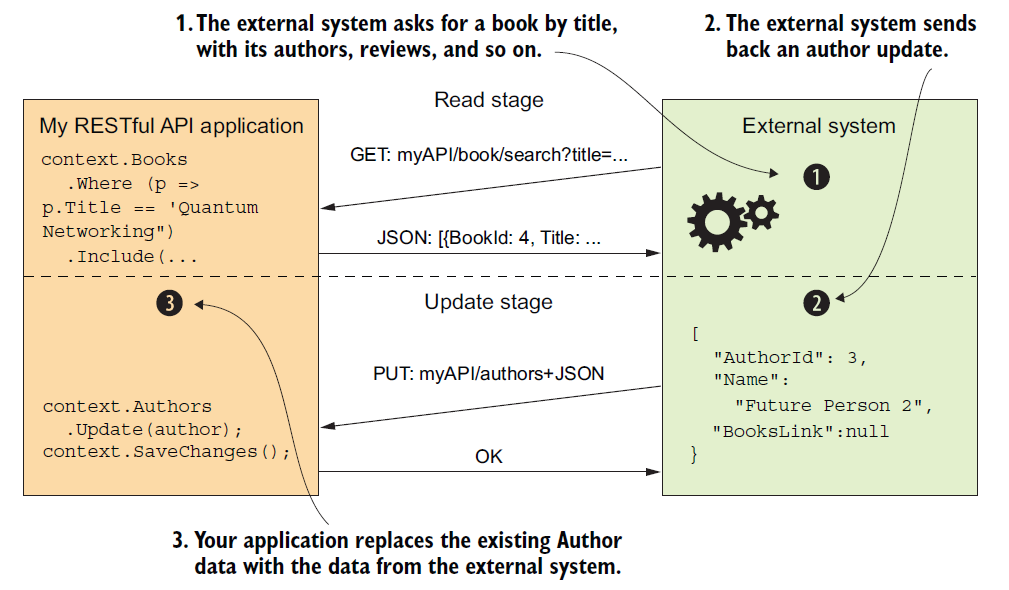 1. The external system asks for a book by title,
with its authors, reviews, and so on.
2. The external system sends
back an author update.
Read stage
My RESTful API application
context.Books
.Where (p =>
p.Title == 'Quantum
Networking")
.Include(...
GET: myAPI/book/search?title=...
JSON: [{BookId: 4, Title: ...
External system
1
Update stage
3
context.Authors
.Update(author);
context.SaveChanges();
PUT: myAPI/authors+JSON
OK
2
[
"AuthorId": 3,
"Name":
"Future Person 2",
"BooksLink":null
}
3. Your application replaces the existing Author
data with the data from the external system.